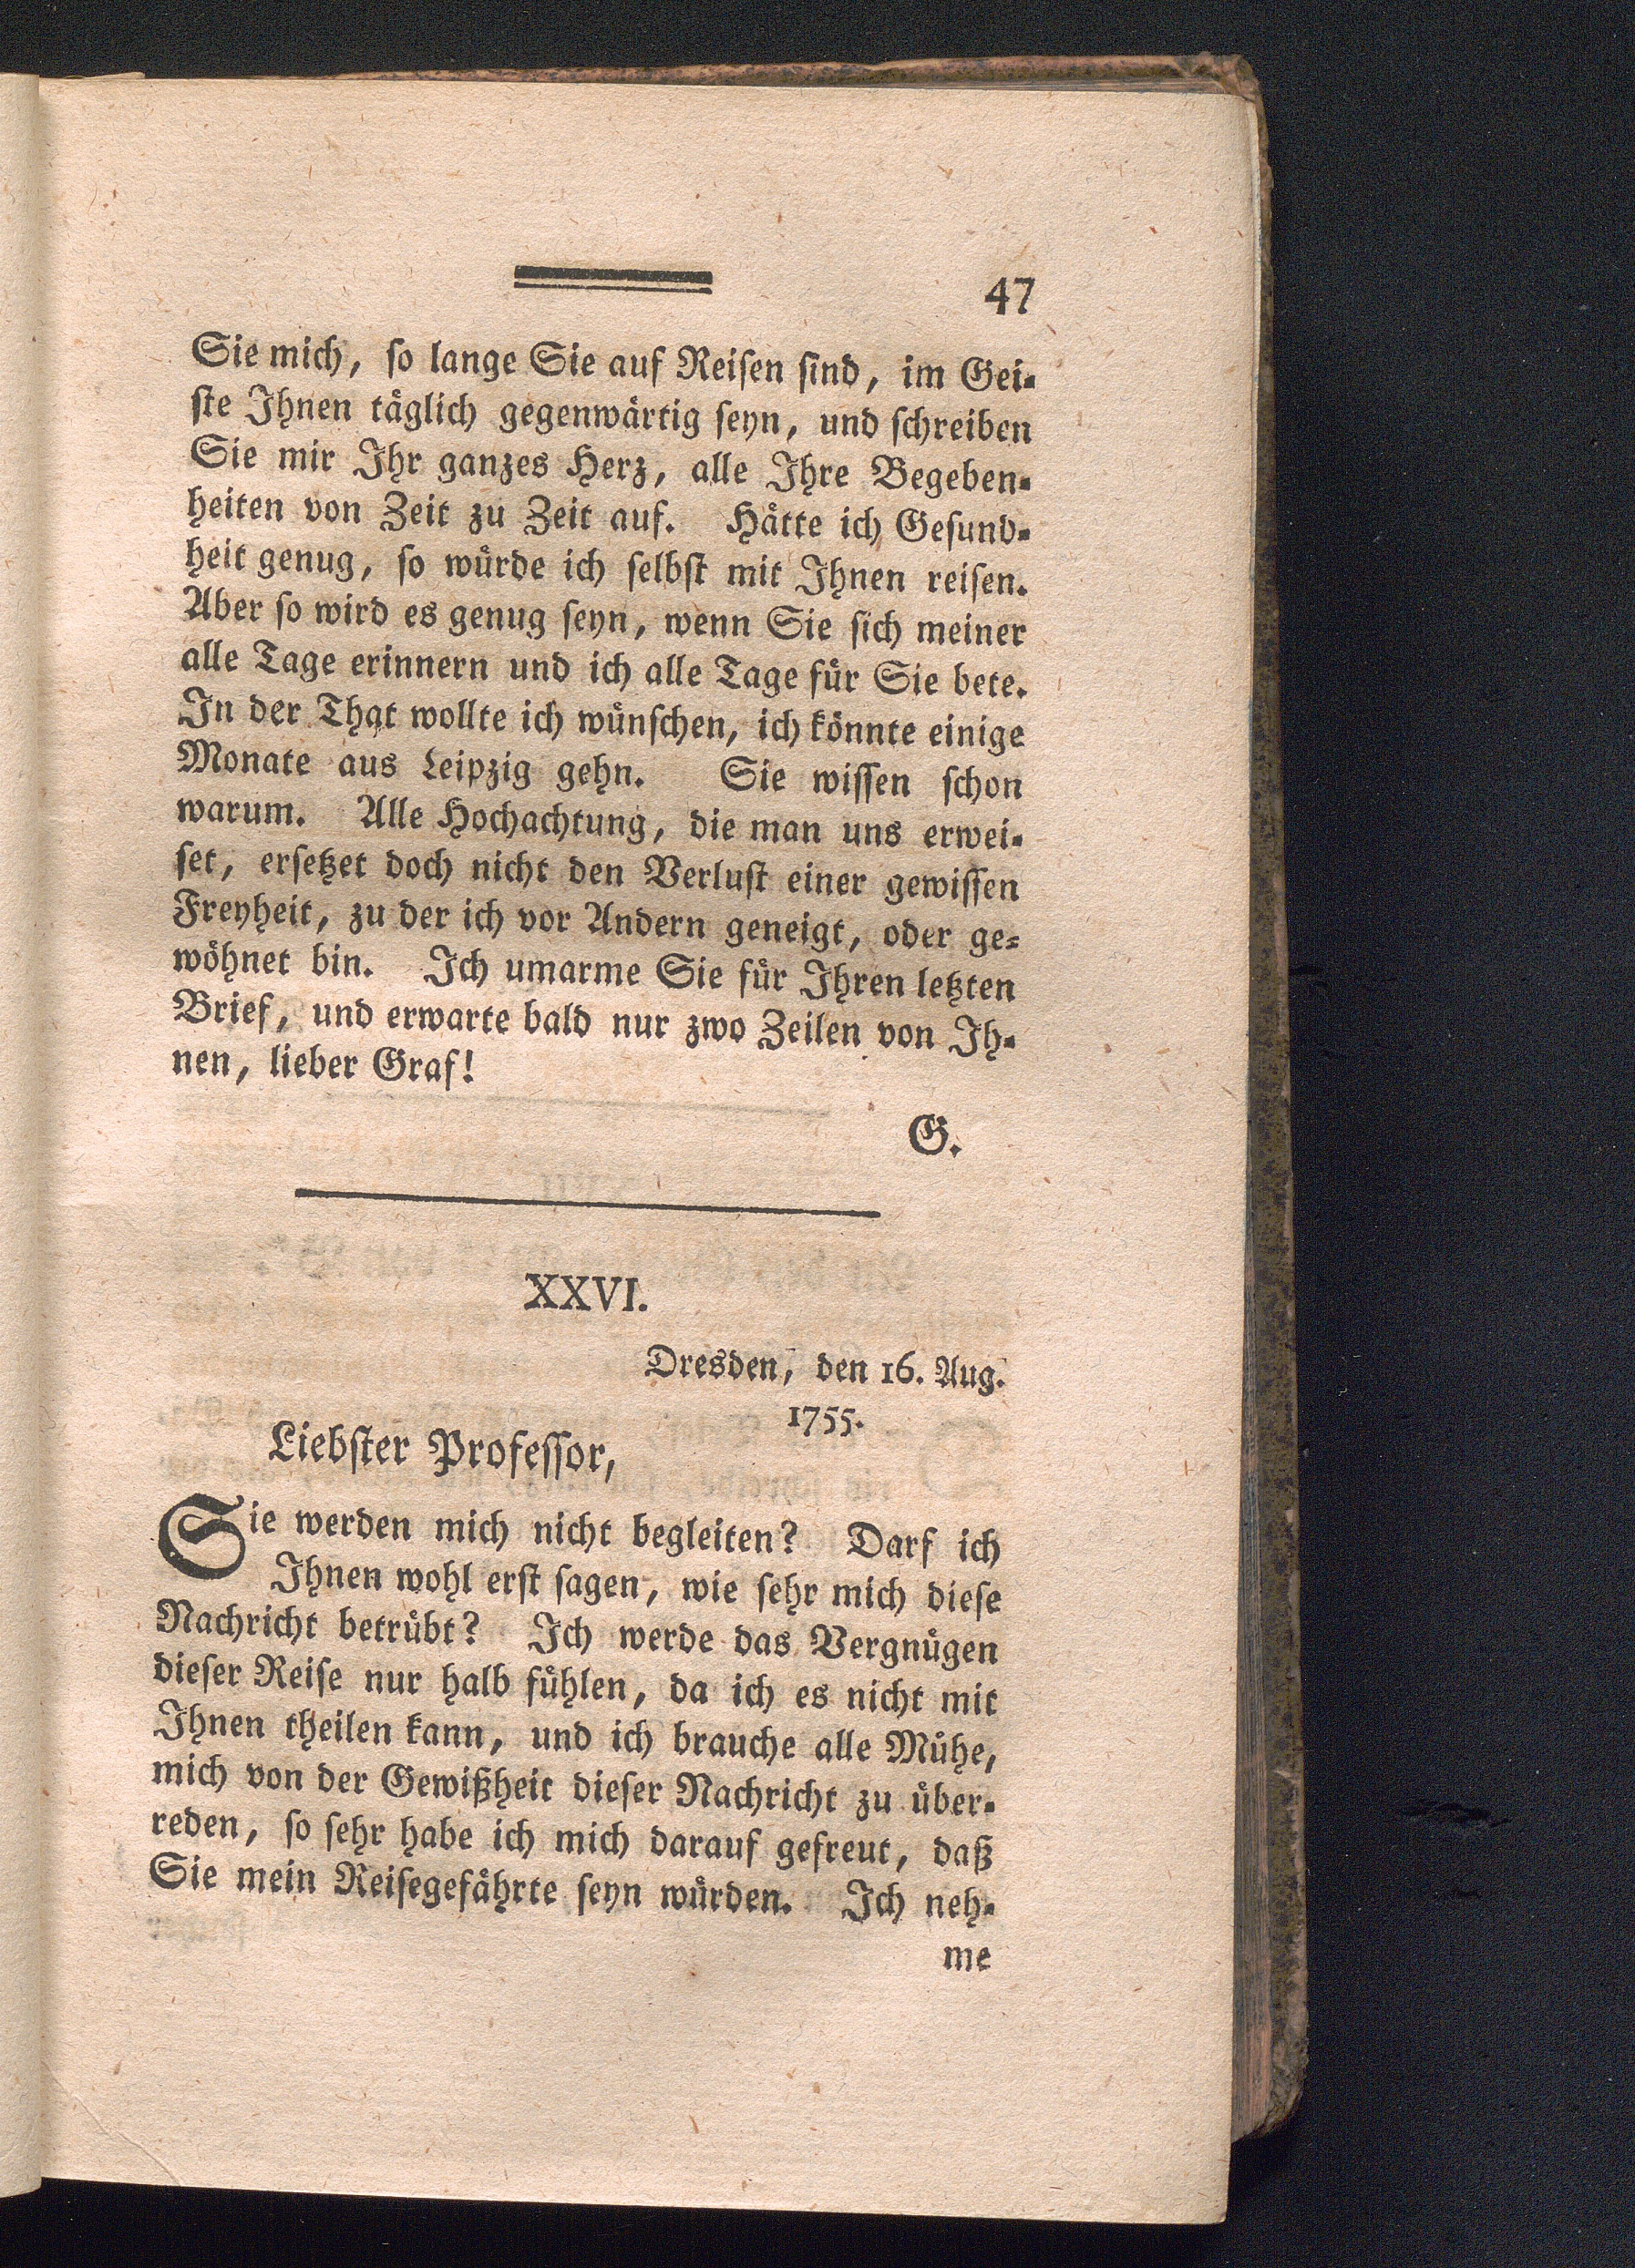 47
Sie mich, so lange Sie auf Reisen sind, im Gei-
ste Ihnen täglich gegenwärtig seyn, und schreiben
Sie mir Ihr ganzes Herz, alle Ihre Begeben-
heiten von Zeit zu Zeit auf. Hätte ich Gesund-
heit genug, so würde ich selbst mit Ihnen reisen.
Aber so wird es genug seyn, wenn Sie sich meiner
alle Tage erinnern und ich alle Tage für Sie bete.
In der That wollte ich wünschen, ich könnte einige
Monate aus Leipzig gehn. Sie wissen schon
warum. Alle Hochachtung, die man uns erwei-
set, ersetzet doch nicht den Verlust einer gewissen
Freyheit, zu der ich vor Andern geneigt, oder ge-
wöhnet bin. Ich umarme Sie für Ihren letzten
Brief, und erwarte bald nur zwo Zeilen von Ih-
nen, lieber Graf!
G.
XXVI.
Dresden, den 16. Aug.
1755.
Liebster Professor,
Sie werden mich nicht begleiten? Darf ich
Ihnen wohl erst sagen, wie sehr mich diese
Nachricht betrübt? Ich werde das Vergnügen
dieser Reise nur halb fühlen, da ich es nicht mit
Ihnen theilen kann, und ich brauche alle Mühe,
mich von der Gewißheit dieser Nachricht zu über-
reden, so sehr habe ich mich darauf gefreut, daß
Sie mein Reisegefährte seyn würden. Ich neh-
me